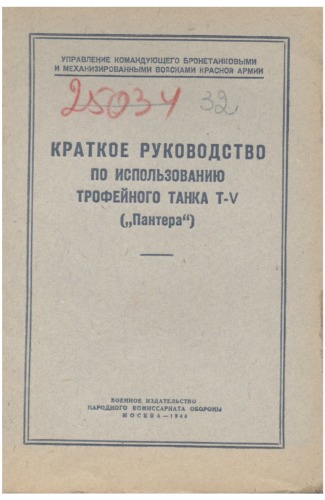 УПРАВЛЕНИЕ КОМАНДУЮЩЕГО БРОНЕТАНКОВЫМИ
И МЕХАНИЗИРОВАННЫМИ ВОЙСКАМИ КРАСНОЙ АРМИИ
25034 32
КРАТКОЕ РУКОВОДСТВО
ПО ИСПОЛЬЗОВАНИЮ
ТРОФЕЙНОГО ТАНКА T-V
(„Пантера“)
ВОЕННОЕ ИЗДАТЕЛЬСТВО
НАРОДНОГО КОМИССАРИАТА ОБОРОНЫ
МОСКВА—1944